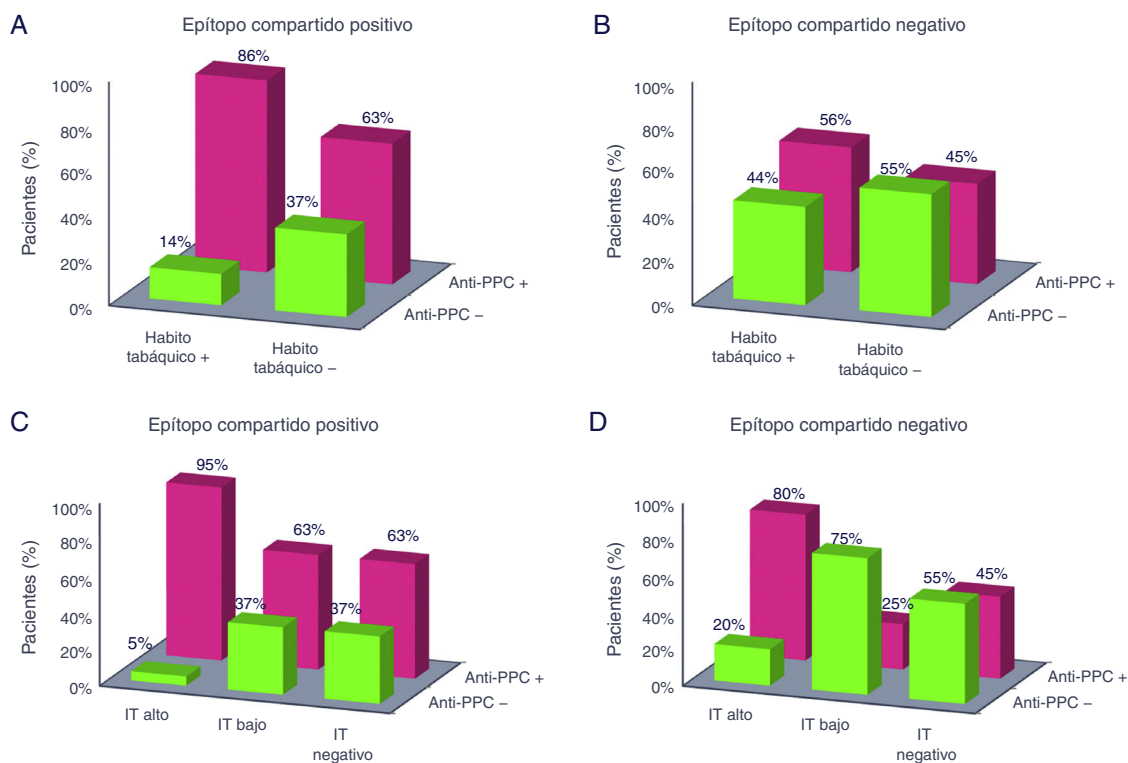 A
Epítopo compartido positivo
Pacientes (%)
100%
80%
60%
40%
20%
0%
86%
63%
14%
37%
Anti-PPC +
Anti-PPC –
Habito
tabáquico +
Habito
tabáquico –
B
Epítopo compartido negativo
Pacientes (%)
100%
80%
60%
40%
20%
0%
56%
45%
44%
55%
Anti-PPC +
Anti-PPC –
Habito
tabáquico +
Habito
tabáquico –
C
Epítopo compartido positivo
Pacientes (%)
100%
80%
60%
40%
20%
0%
95%
63%
63%
5%
37%
37%
Anti-PPC +
Anti-PPC –
IT alto
IT bajo
IT
negativo
D
Epítopo compartido negativo
Pacientes (%)
100%
80%
60%
40%
20%
0%
80%
25%
45%
20%
75%
55%
Anti-PPC +
Anti-PPC –
IT alto
IT bajo
IT
negativo